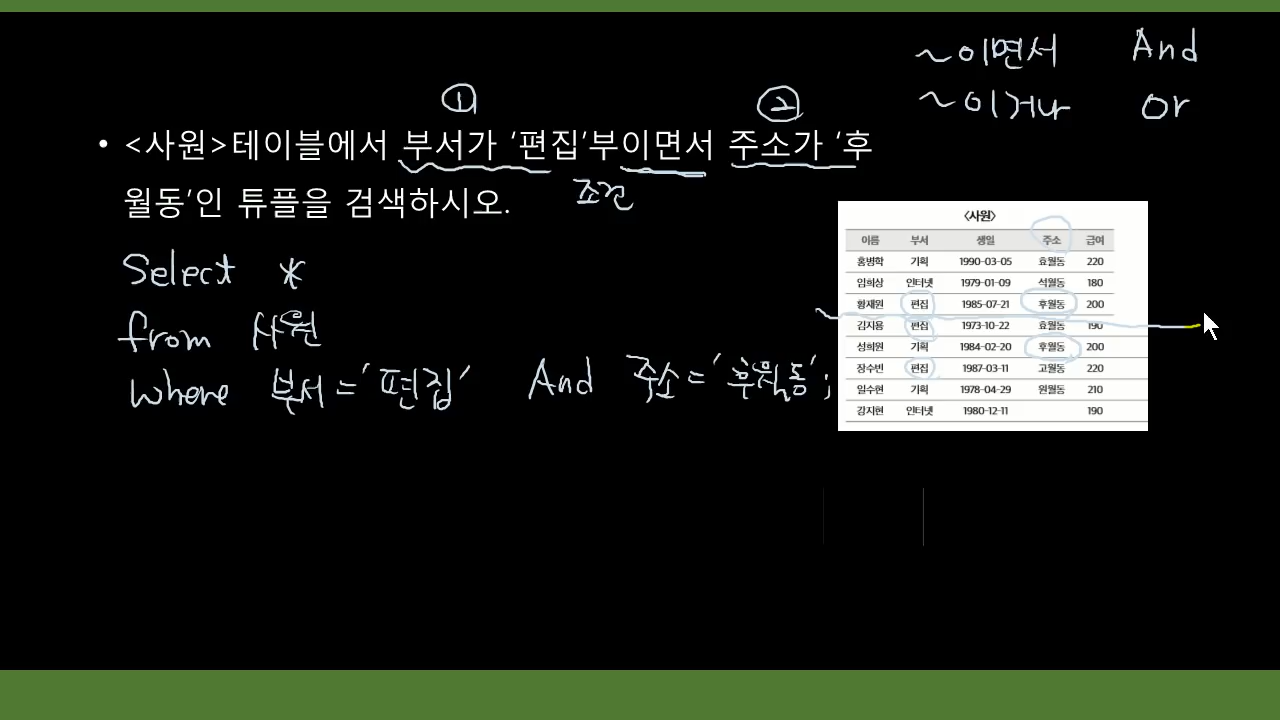 ~이면서 And
~이거나 or
① ②
• <사원>테이블에서 부서가 '편집'부이면서 주소가 '후
월동'인 튜플을 검색하시오.
조건
Select *
from 사원
where 부서='편집' And 주소='후월동';
<사원>
이름 부서 생일 주소 급여
홍병학 기획 1990-03-05 효월동 220
임희상 인터넷 1979-01-09 석월동 180
황재원 편집 1985-07-21 후월동 200
김지용 편집 1973-10-22 효월동 190
성희원 기획 1984-02-20 후월동 200
장수빈 편집 1987-03-11 고월동 220
일수현 기획 1978-04-29 원월동 210
강지현 인터넷 1980-12-11 190